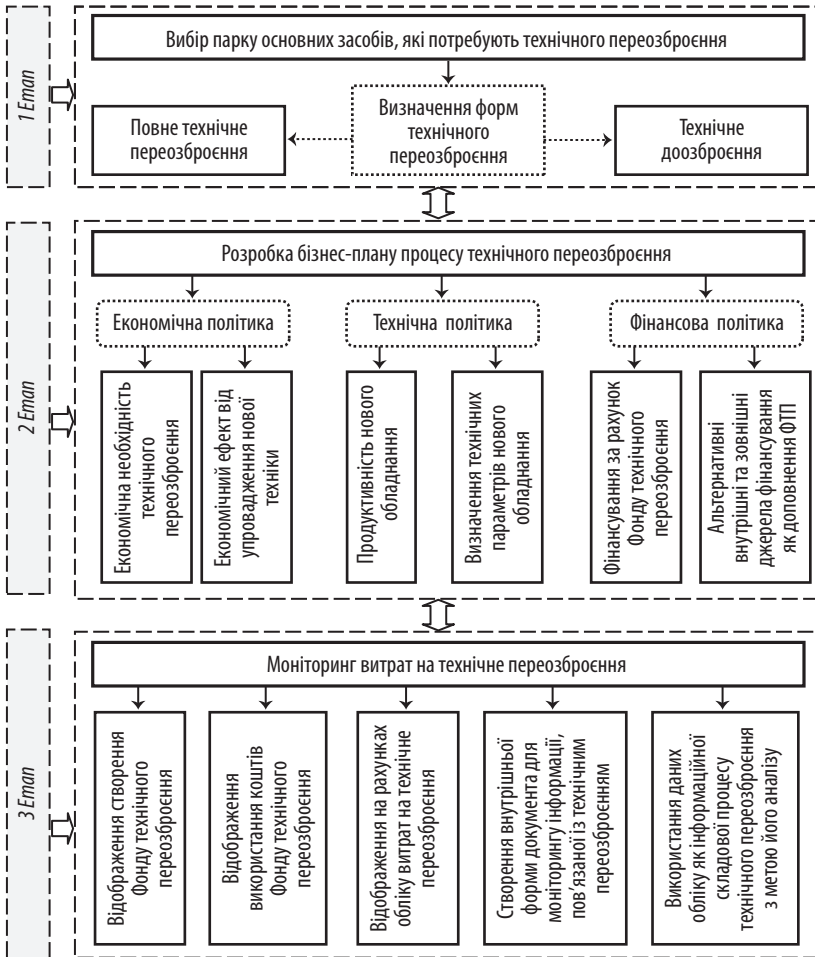 1 Етап
Вибір парку основних засобів, які потребують технічного переозброєння
Визначення форм
технічного
переозброєння
Повне технічне
переозброєння
Технічне
доозброєння
2 Етап
Розробка бізнес-плану процесу технічного переозброєння
Економічна політика
Технічна політика
Фінансова політика
Економічна необхідність
технічного
переозброєння
Економічний ефект від
упровадження нової
техніки
Продуктивність нового
обладнання
Визначення технічних
параметрів нового
обладнання
Фінансування за рахунок
Фонду технічного
переозброєння
Альтернативні
внутрішні та зовнішні
джерела фінансування
як доповнення ФТП
3 Етап
Моніторинг витрат на технічне переозброєння
Відображення створення
Фонду технічного
переозброєння
Відображення
використання коштів
Фонду технічного
переозброєння
Відображення на рахунках
обліку витрат на технічне
переозброєння
Створення внутрішньої
форми документа для
моніторингу інформації,
пов’язаної із технічним
переозброєнням
Використання даних
обліку як інформаційної
складової процесу
технічного переозброєння
з метою його аналізу